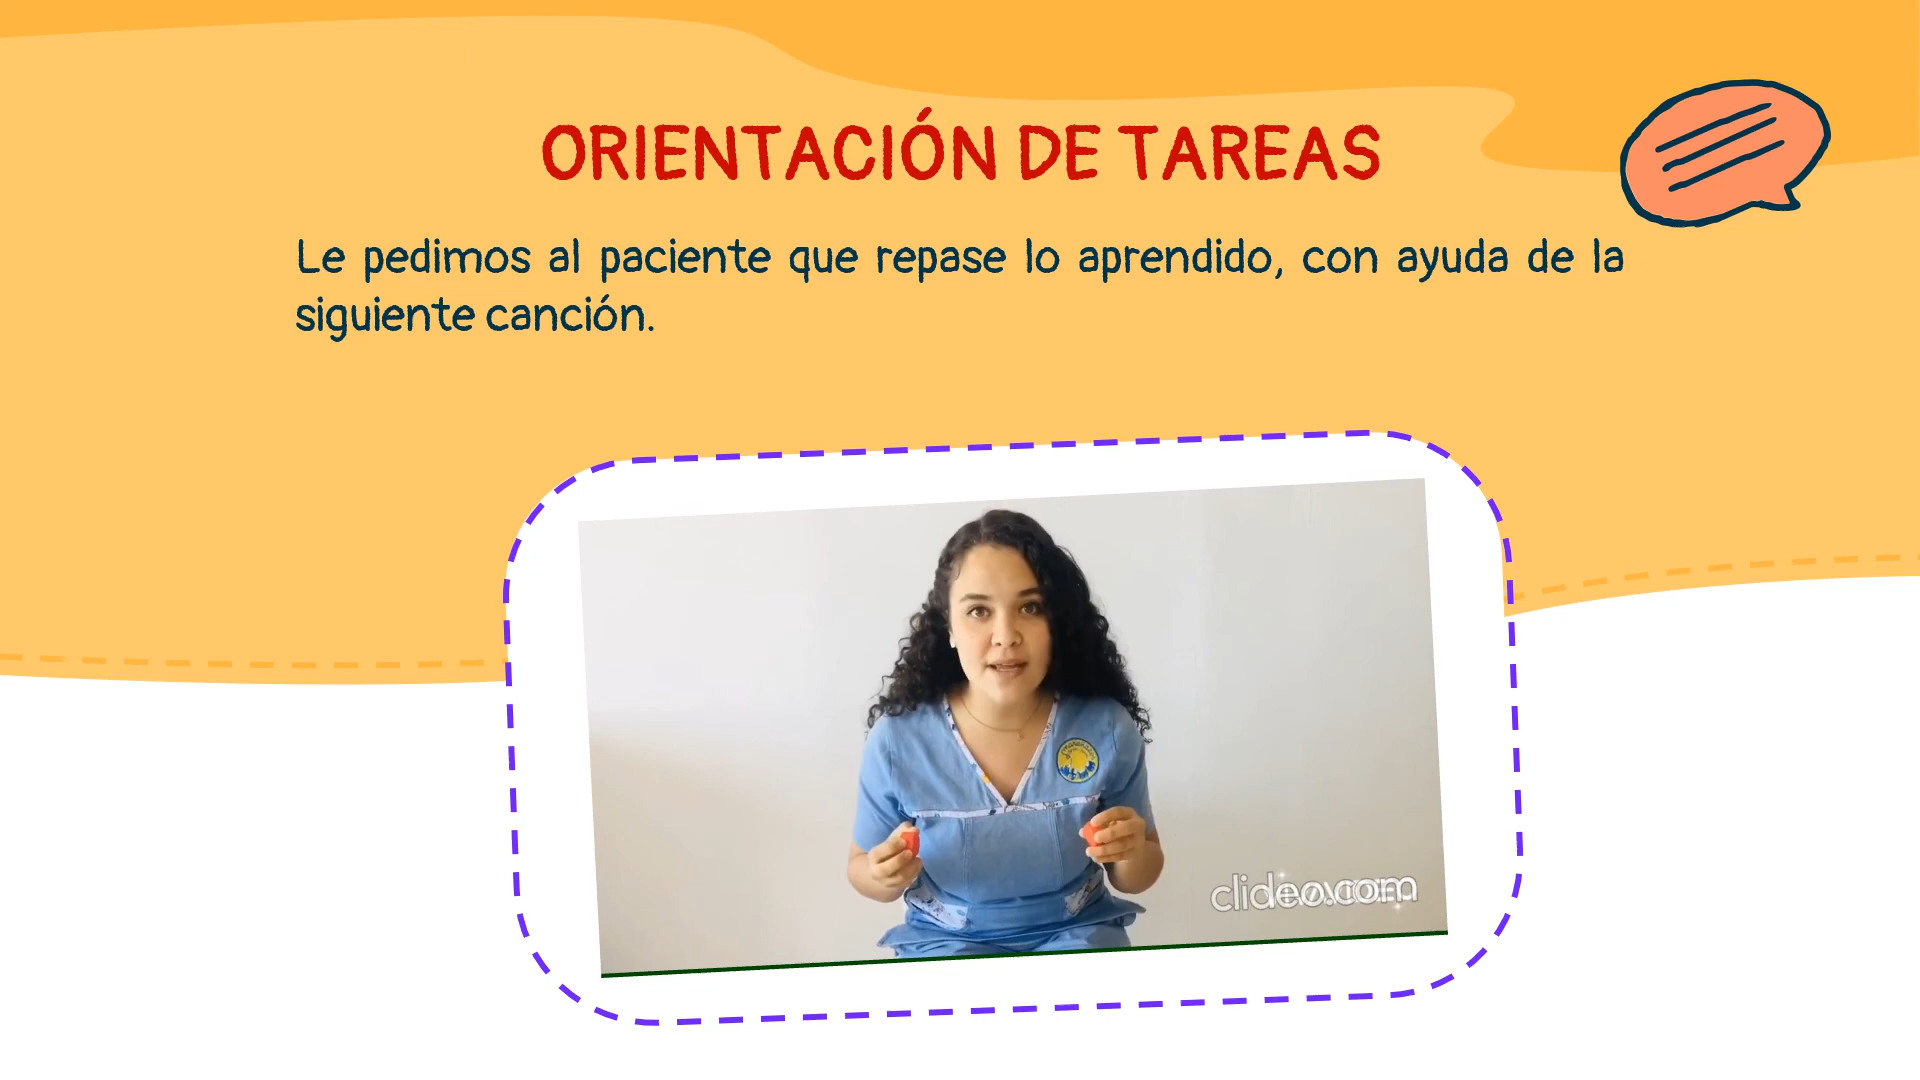 ORIENTACIÓN DE TAREAS
Le pedimos al paciente que repase lo aprendido, con ayuda de la
siguiente canción.
clideo.com